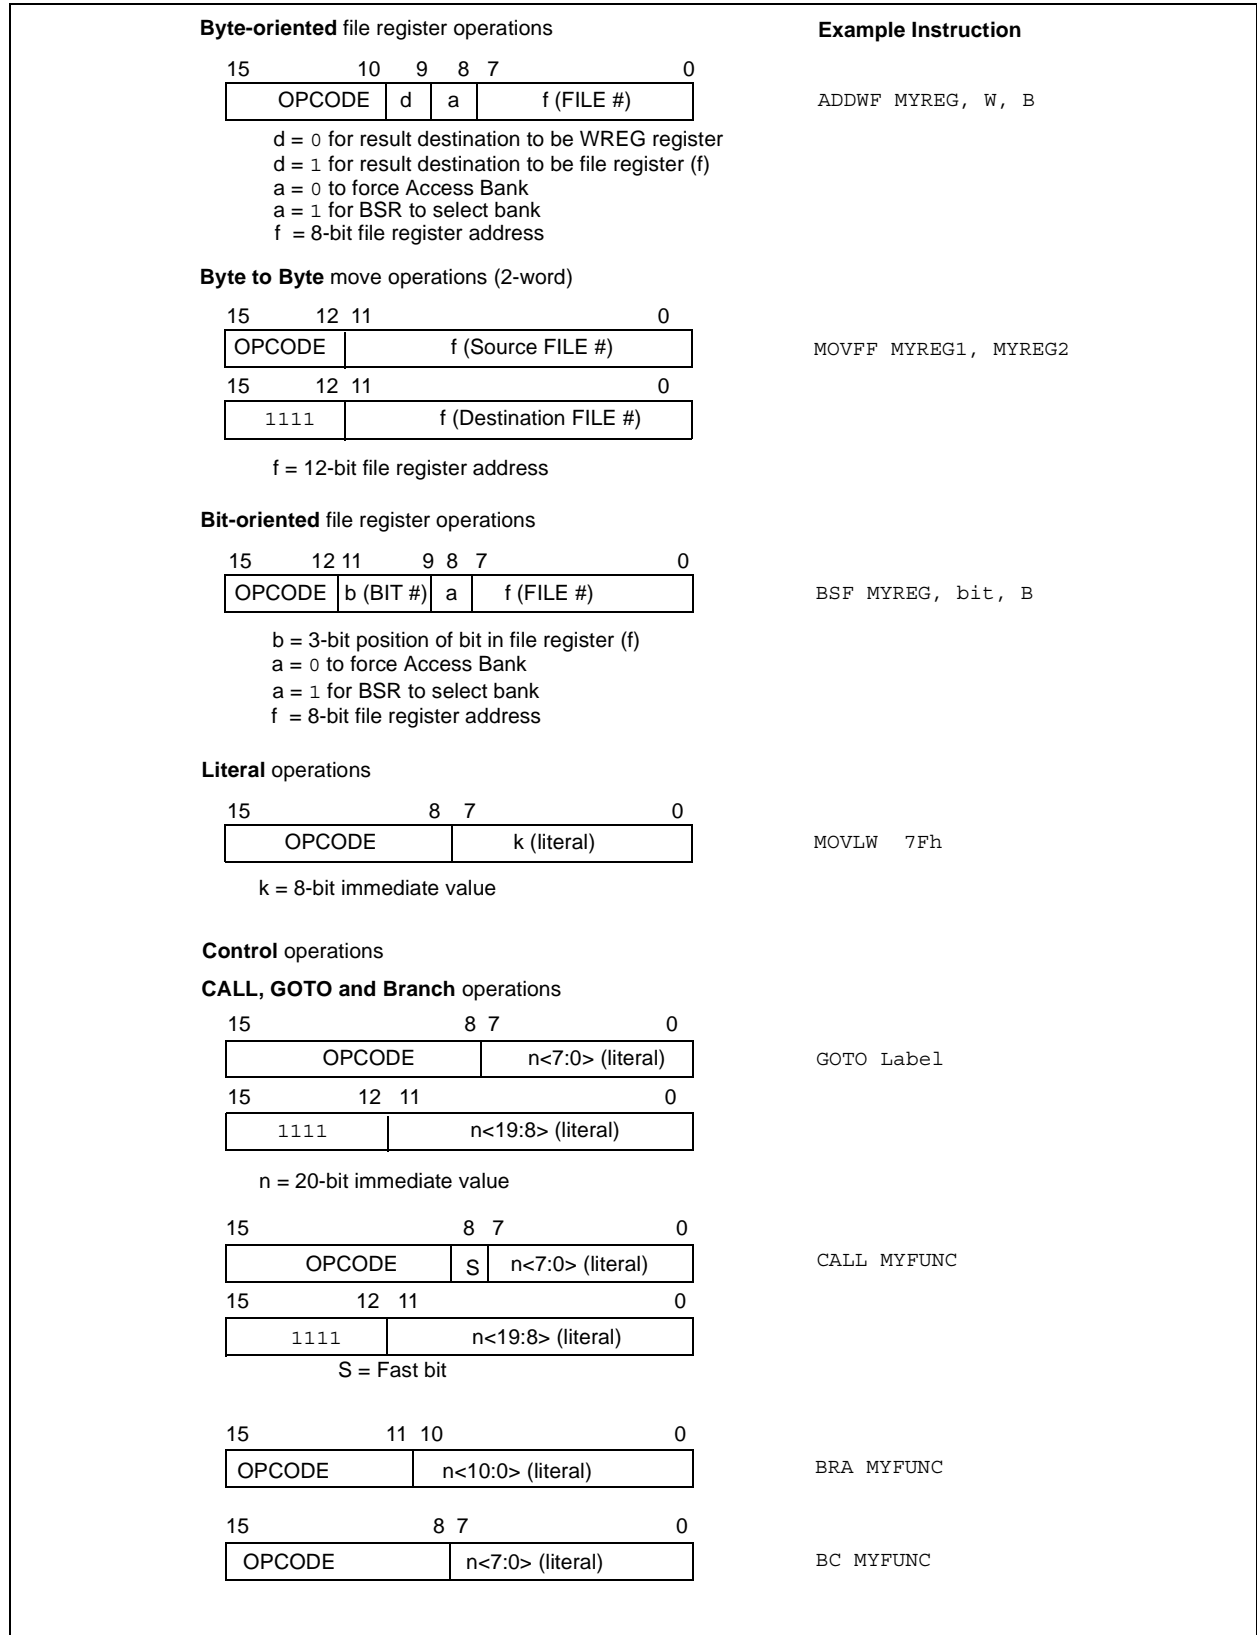 Byte-oriented file register operations
Example Instruction
15 10 9 8 7 0
OPCODE d a f (FILE #)
ADDWF MYREG, W, B
d = 0 for result destination to be WREG register
d = 1 for result destination to be file register (f)
a = 0 to force Access Bank
a = 1 for BSR to select bank
f = 8-bit file register address
Byte to Byte move operations (2-word)
15 12 11 0
OPCODE f (Source FILE #)
MOVFF MYREG1, MYREG2
15 12 11 0
1111 f (Destination FILE #)
f = 12-bit file register address
Bit-oriented file register operations
15 12 11 9 8 7 0
OPCODE b (BIT #) a f (FILE #)
BSF MYREG, bit, B
b = 3-bit position of bit in file register (f)
a = 0 to force Access Bank
a = 1 for BSR to select bank
f = 8-bit file register address
Literal operations
15 8 7 0
OPCODE k (literal)
MOVLW 7Fh
k = 8-bit immediate value
Control operations
CALL, GOTO and Branch operations
15 8 7 0
OPCODE n<7:0> (literal)
GOTO Label
15 12 11 0
1111 n<19:8> (literal)
n = 20-bit immediate value
15 8 7 0
OPCODE S n<7:0> (literal)
CALL MYFUNC
15 12 11 0
1111 n<19:8> (literal)
S = Fast bit
15 11 10 0
OPCODE n<10:0> (literal)
BRA MYFUNC
15 8 7 0
OPCODE n<7:0> (literal)
BC MYFUNC